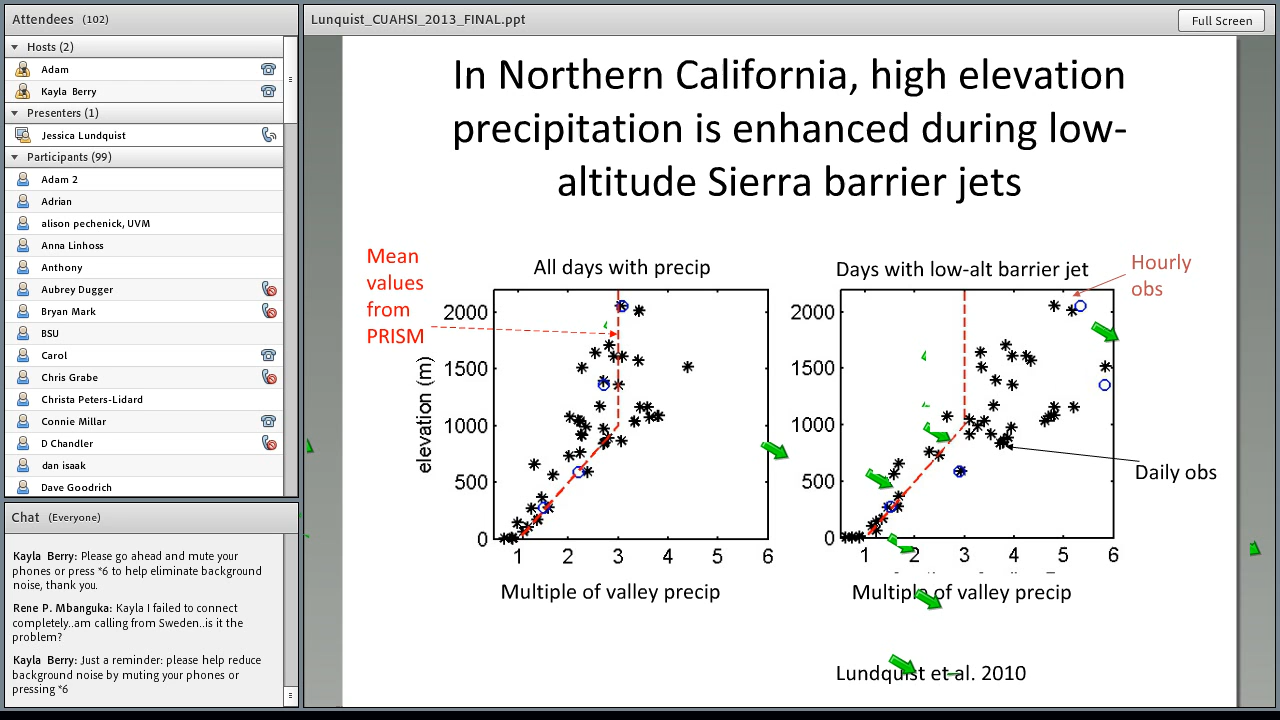 Attendees (102)
Hosts (2)
Adam
Kayla Berry
Presenters (1)
Jessica Lundquist
Participants (99)
Adam 2
Adrian
alison pechenick, UVM
Anna Linhoss
Anthony
Aubrey Dugger
Bryan Mark
BSU
Carol
Chris Grabe
Christa Peters-Lidard
Connie Millar
D Chandler
dan isaak
Dave Goodrich
Chat (Everyone)
Kayla Berry: Please go ahead and mute your
phones or press *6 to help eliminate background
noise, thank you.
Rene P. Mbanguka: Kayla I failed to connect
completely..am calling from Sweden..is it the
problem?
Kayla Berry: Just a reminder: please help reduce
background noise by muting your phones or
pressing *6
Lunquist_CUAHSI_2013_FINAL.ppt
Full Screen
In Northern California, high elevation
precipitation is enhanced during low-
altitude Sierra barrier jets
Mean
values
from
PRISM
All days with precip
elevation (m)
2000
1500
1000
500
0
1 2 3 4 5 6
Multiple of valley precip
Days with low-alt barrier jet
Hourly
obs
2000
1500
1000
500
0
Daily obs
1 2 3 4 5 6
Multiple of valley precip
Lundquist et al. 2010